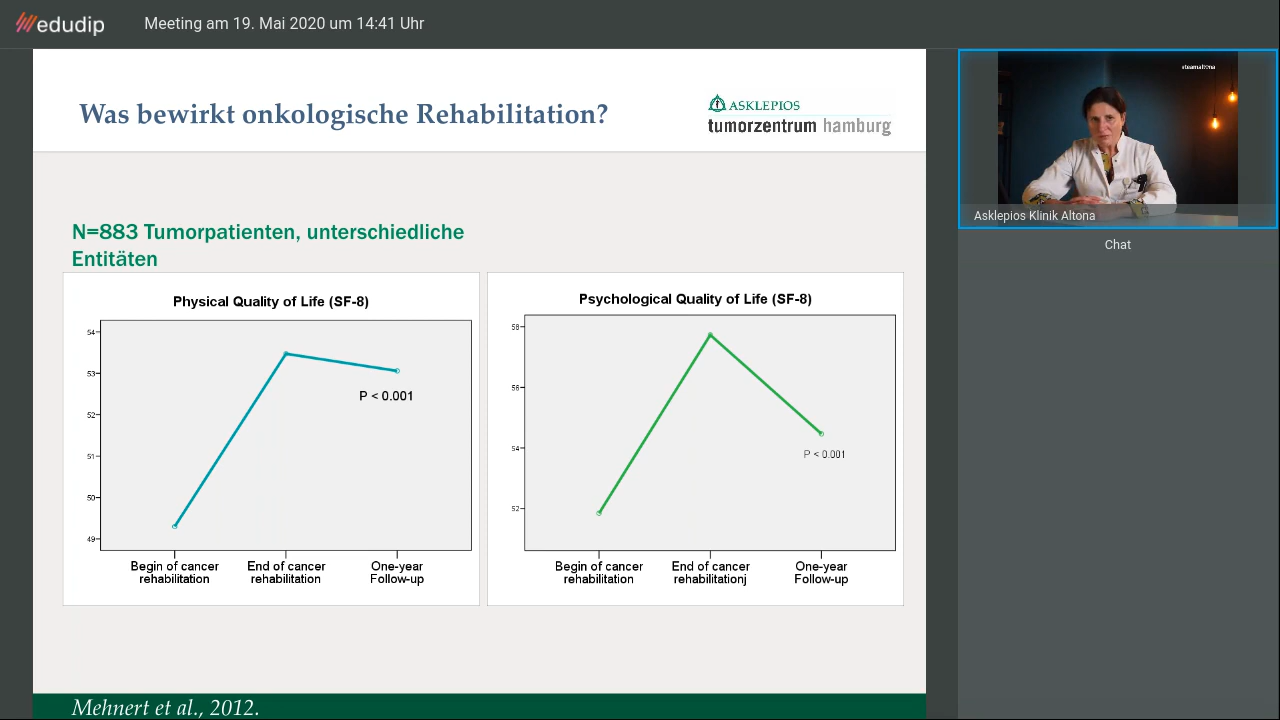 edudip
Meeting am 19. Mai 2020 um 14:41 Uhr
Was bewirkt onkologische Rehabilitation?
ASKLEPIOS
tumorzentrum hamburg
N=883 Tumorpatienten, unterschiedliche
Entitäten
Physical Quality of Life (SF-8)
54
53
52
51
50
49
P < 0.001
Begin of cancer
rehabilitation
End of cancer
rehabilitation
One-year
Follow-up
Psychological Quality of Life (SF-8)
58
56
54
52
P < 0.001
Begin of cancer
rehabilitation
End of cancer
rehabilitationj
One-year
Follow-up
Mehnert et al., 2012.
#teamaltona
Asklepios Klinik Altona
Chat